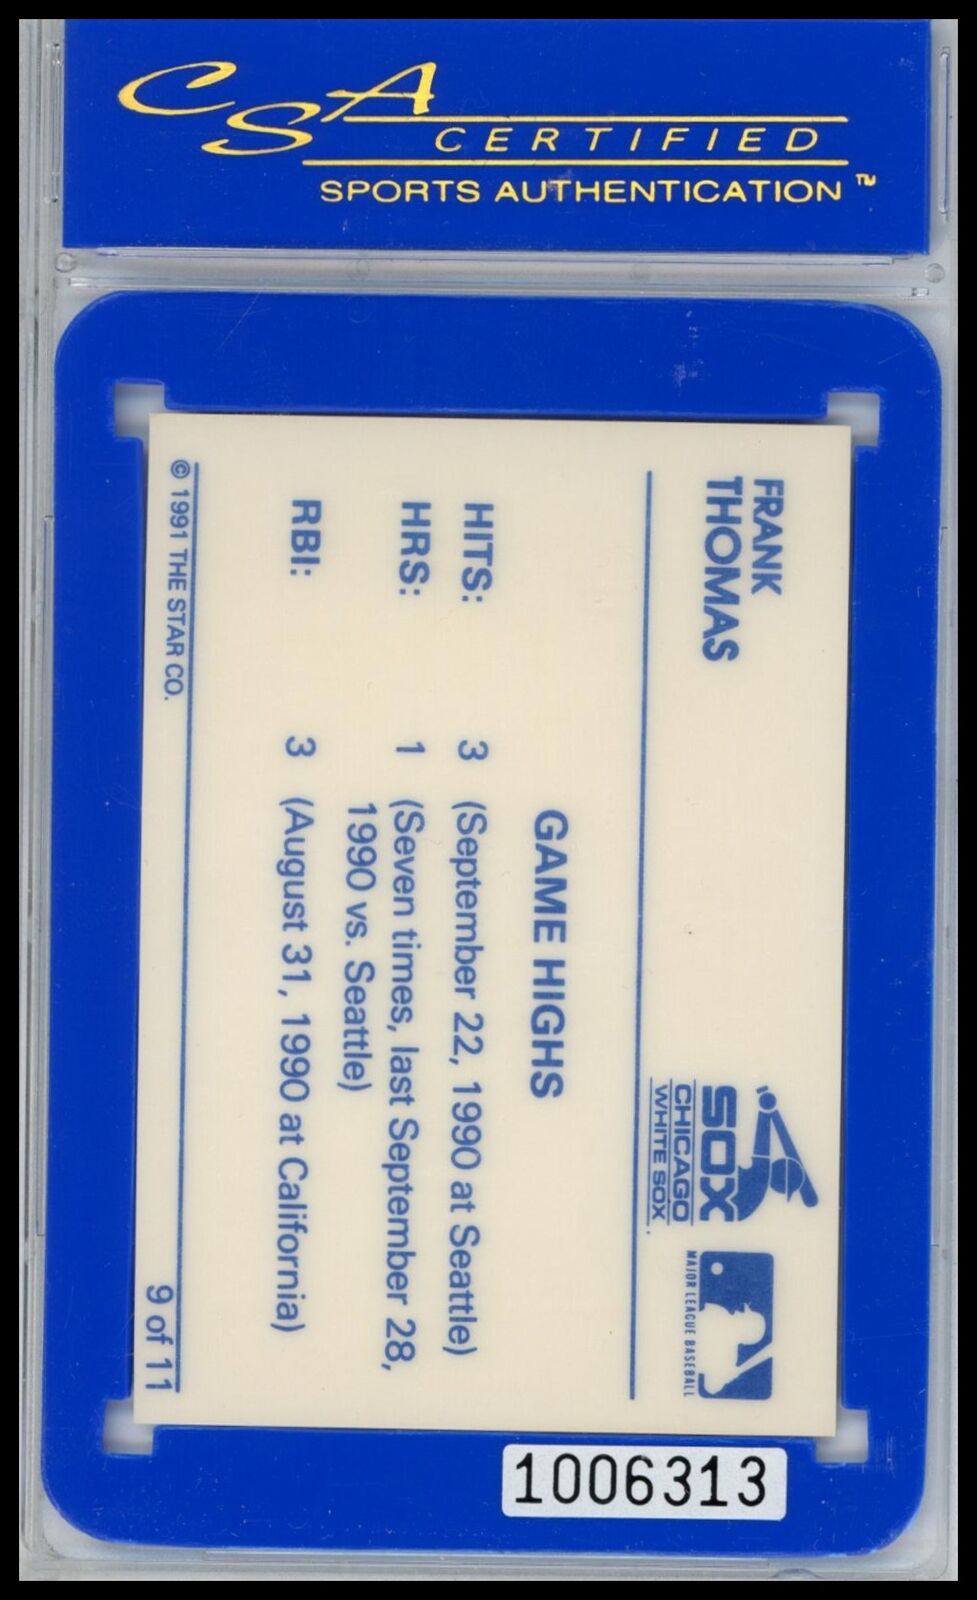 CSA
CERTIFIED
SPORTS AUTHENTICATION™
FRANK
THOMAS
SOX
CHICAGO
WHITE SOX
MAJOR LEAGUE BASEBALL
GAME HIGHS
HITS: 3 (September 22, 1990 at Seattle)
HRS: 1 (Seven times, last September 28,
1990 vs. Seattle)
RBI: 3 (August 31, 1990 at California)
© 1991 THE STAR CO. 9 of 11
1006313